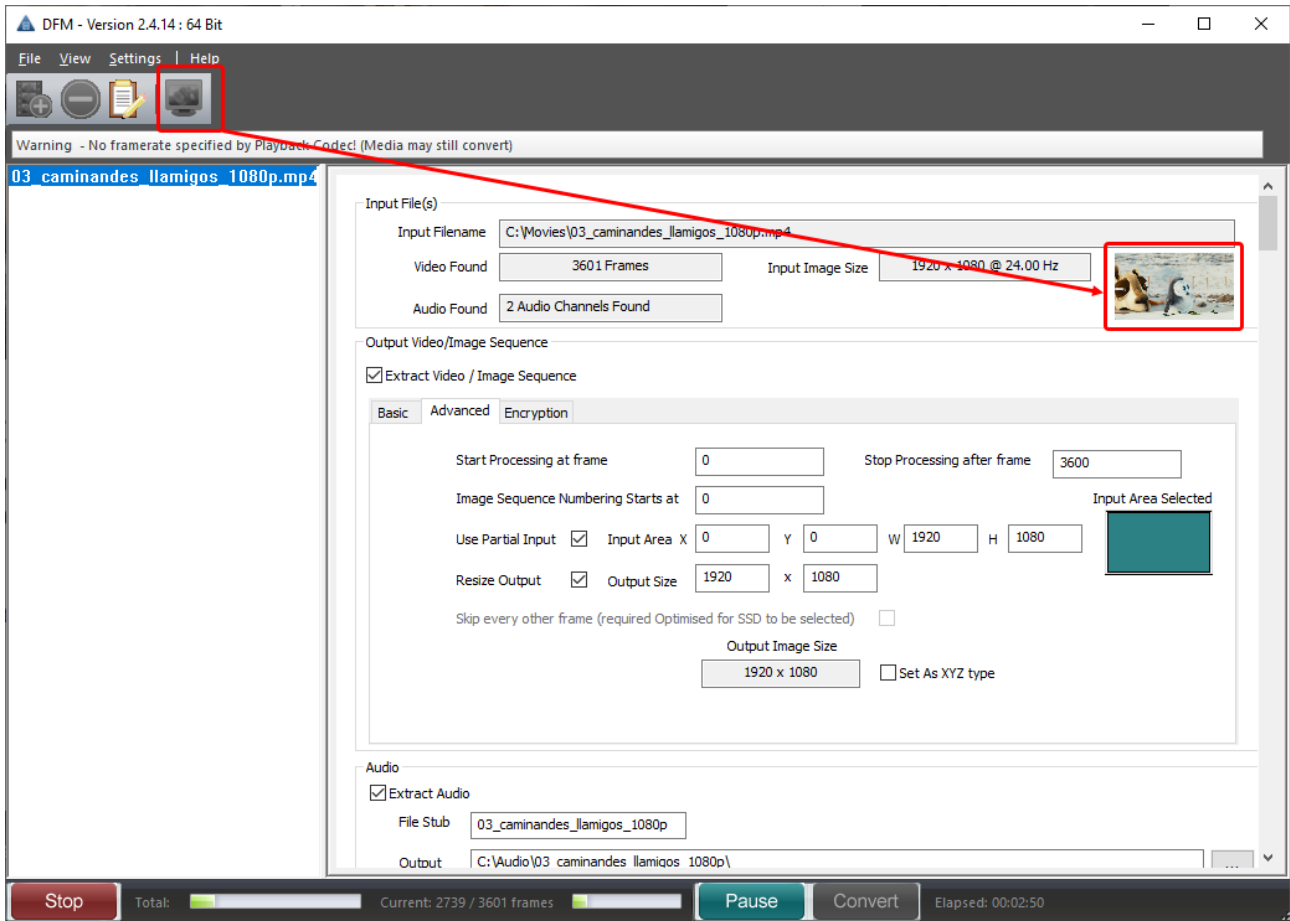 DFM - Version 2.4.14 : 64 Bit
File View Settings | Help
Warning - No framerate specified by Playback Codec! (Media may still convert)
03_caminandes_llamigos_1080p.mp4
Input File(s)
Input Filename C:\Movies\03_caminandes_llamigos_1080p.mp4
Video Found 3601 Frames Input Image Size 1920 x 1080 @ 24.00 Hz
Audio Found 2 Audio Channels Found
Output Video/Image Sequence
Extract Video / Image Sequence
Basic Advanced Encryption
Start Processing at frame 0 Stop Processing after frame 3600
Image Sequence Numbering Starts at 0 Input Area Selected
Use Partial Input Input Area X 0 Y 0 W 1920 H 1080
Resize Output Output Size 1920 x 1080
Skip every other frame (required Optimised for SSD to be selected)
Output Image Size
1920 x 1080 Set As XYZ type
Audio
Extract Audio
File Stub 03_caminandes_llamigos_1080p
Output C:\Audio\03_caminandes_llamigos_1080p\ ...
Stop Total: Current: 2739 / 3601 frames Pause Convert Elapsed: 00:02:50